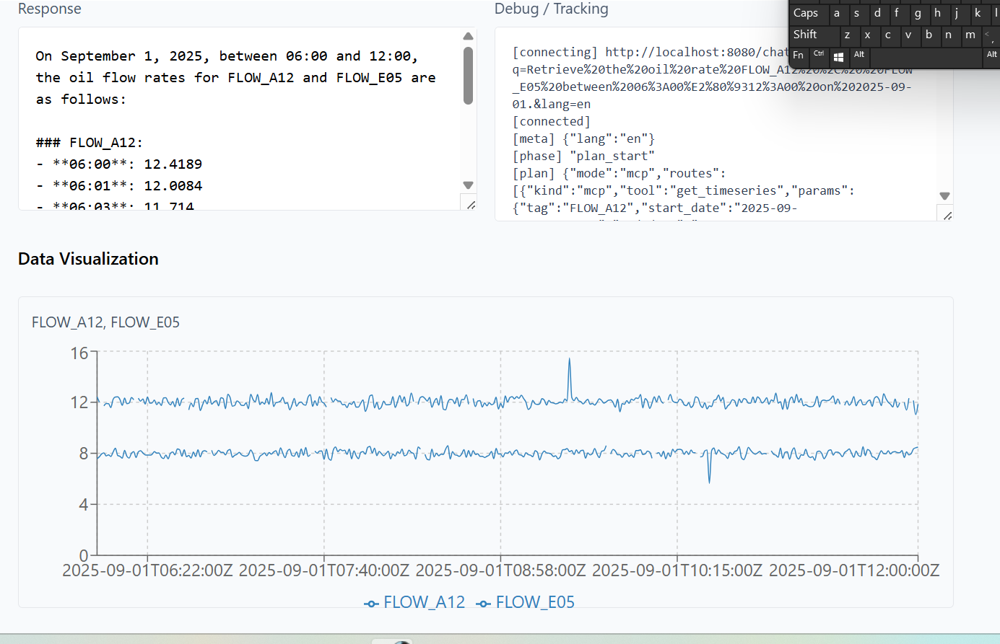 Response
On September 1, 2025, between 06:00 and 12:00,
the oil flow rates for FLOW_A12 and FLOW_E05 are
as follows:
### FLOW_A12:
- **06:00**: 12.4189
- **06:01**: 12.0084
- **06:03**: 11.714
Debug / Tracking
[connecting] http://localhost:8080/chat
q=Retrieve%20the%20oil%20rate%20FLOW_A12%20%2C%20%20FLOW
_E05%20between%2006%3A00%E2%80%9312%3A00%20on%202025-09-
01.&lang=en
[connected]
[meta] {"lang":"en"}
[phase] "plan_start"
[plan] {"mode":"mcp","routes":
[{"kind":"mcp","tool":"get_timeseries","params":
{"tag":"FLOW_A12","start_date":"2025-09-
Caps a s d f g h j k l
Shift z x c v b n m < ,
Fn Ctrl Alt Alt
Data Visualization
FLOW_A12, FLOW_E05
16
12
8
4
0
2025-09-01T06:22:00Z 2025-09-01T07:40:00Z 2025-09-01T08:58:00Z 2025-09-01T10:15:00Z 2025-09-01T12:00:00Z
FLOW_A12 FLOW_E05